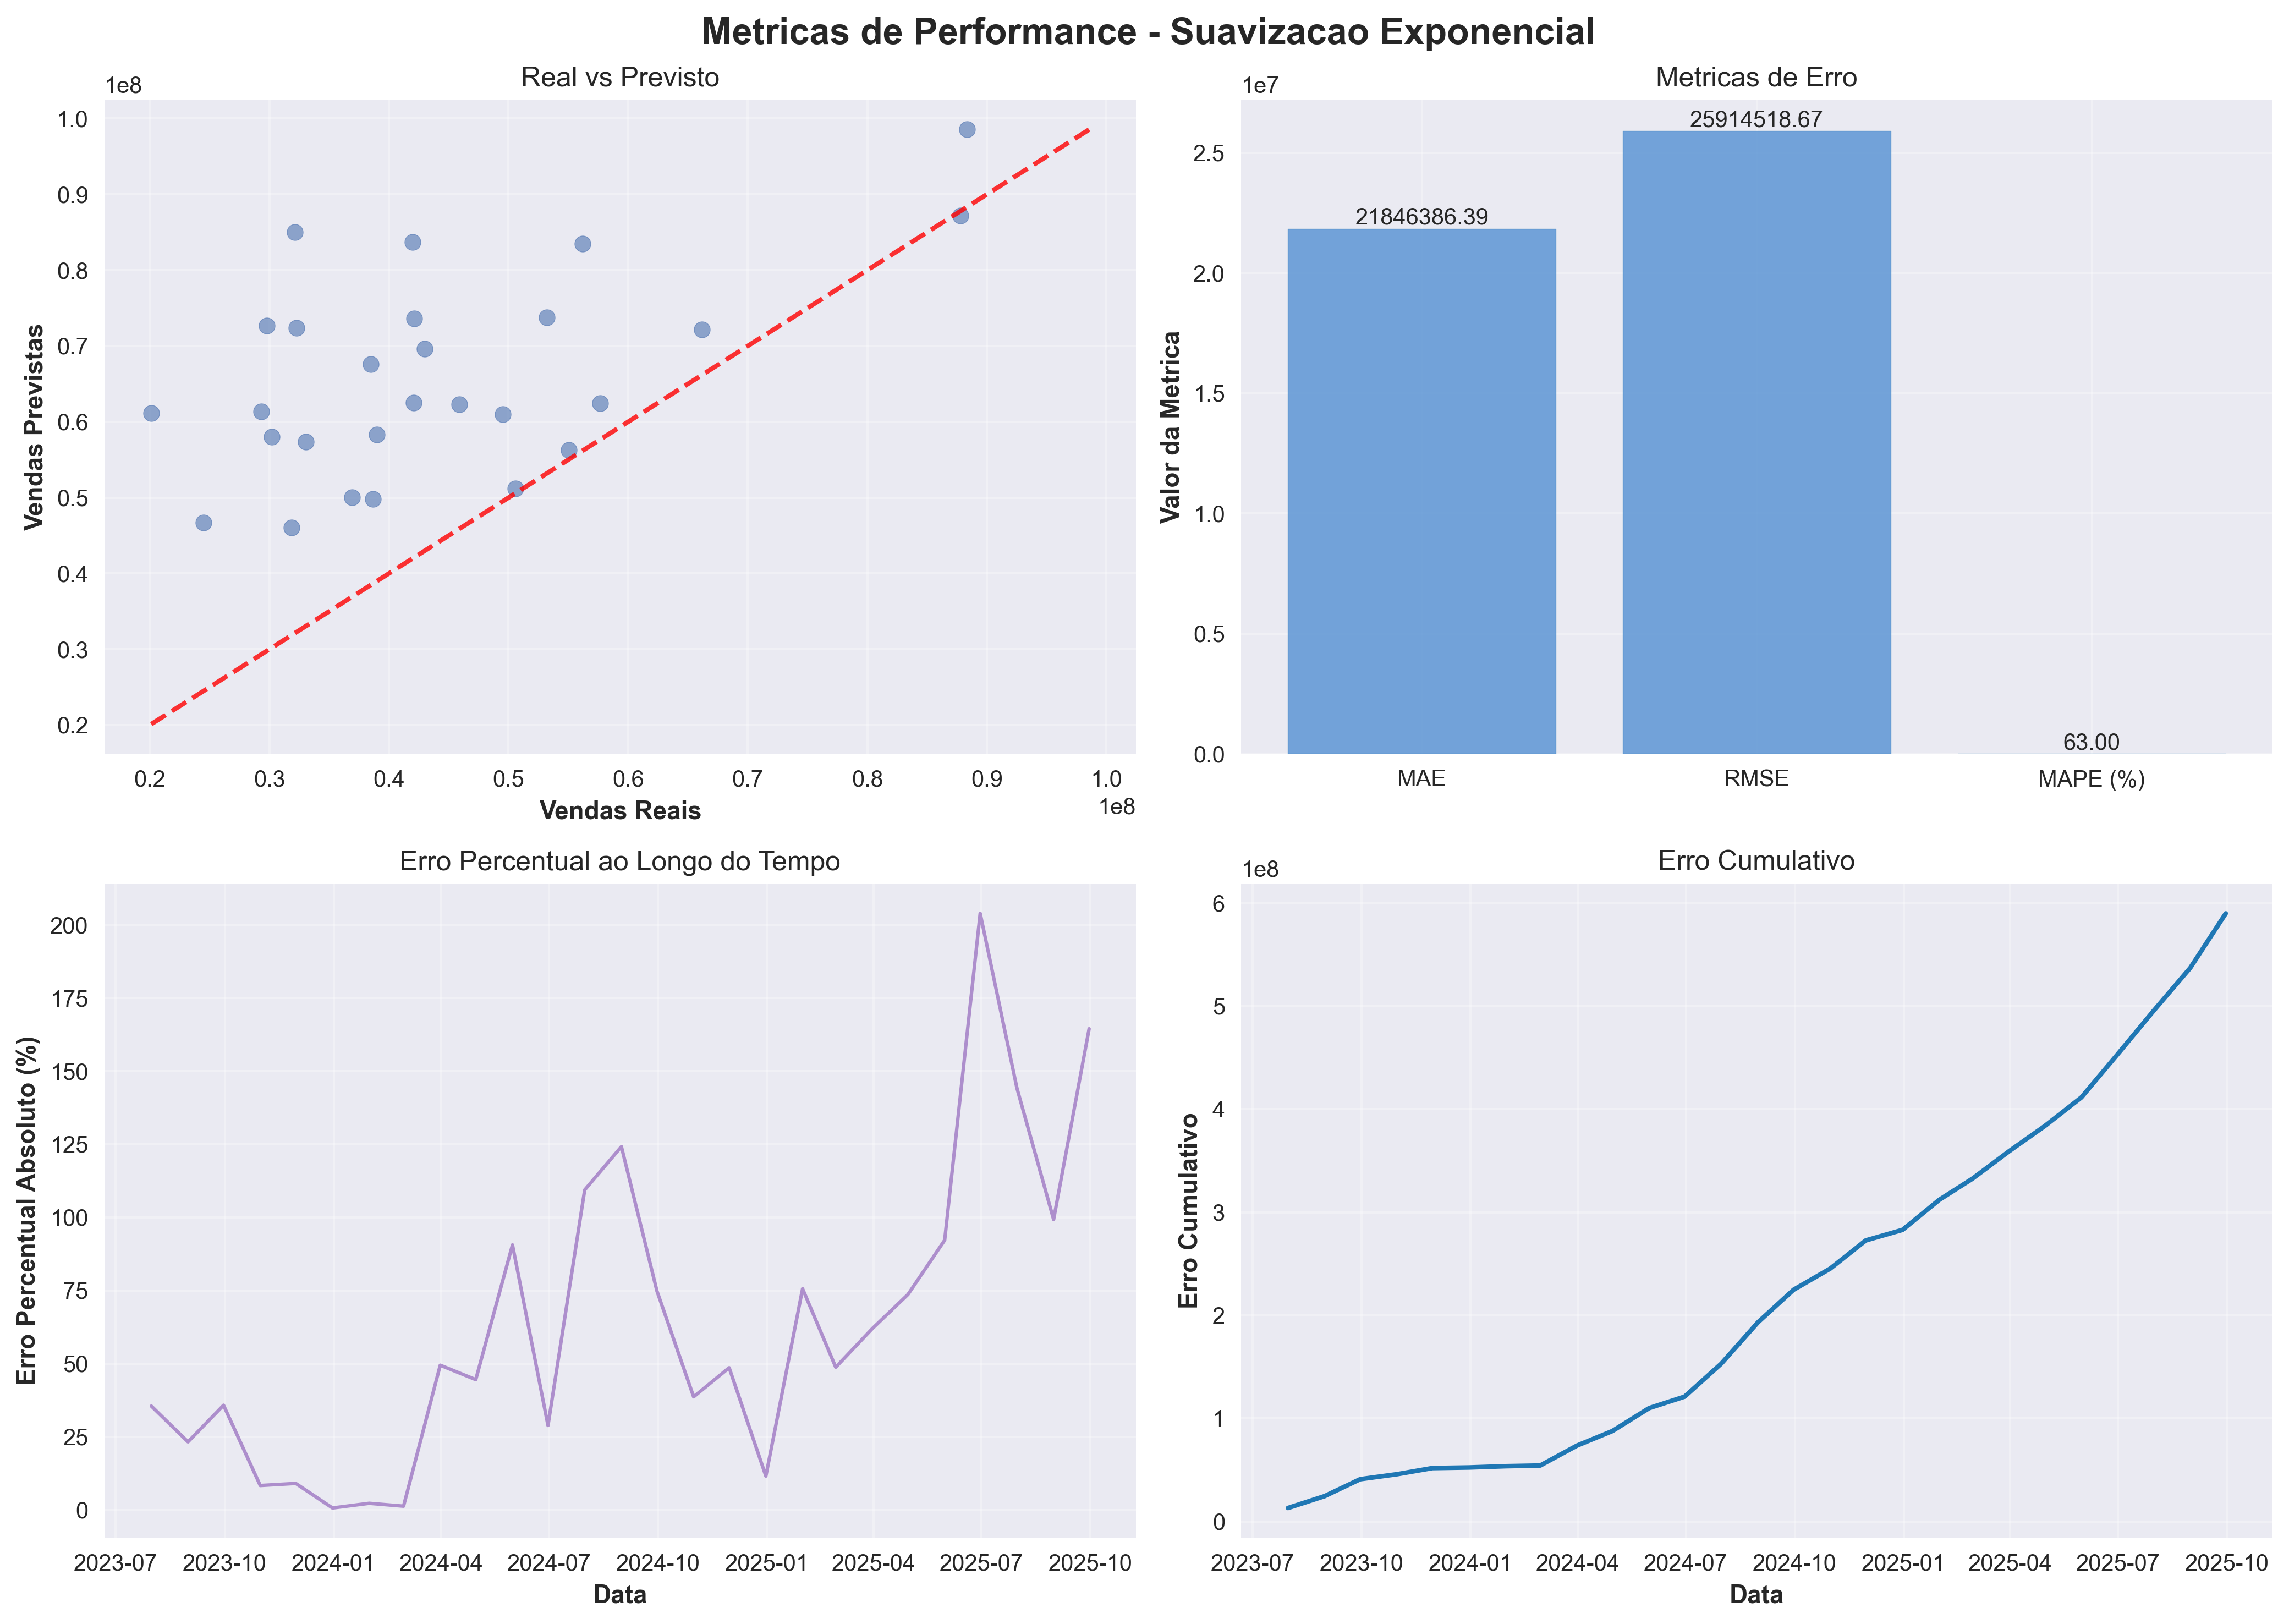 Metricas de Performance - Suavizacao Exponencial
Real vs Previsto
1e8
1.0
0.9
0.8
0.7
0.6
0.5
0.4
0.3
0.2
Vendas Previstas
0.2 0.3 0.4 0.5 0.6 0.7 0.8 0.9 1.0
1e8
Vendas Reais
Metricas de Erro
1e7
2.5
2.0
1.5
1.0
0.5
0.0
Valor da Metrica
21846386.39
25914518.67
63.00
MAE RMSE MAPE (%)
Erro Percentual ao Longo do Tempo
200
175
150
125
100
75
50
25
0
Erro Percentual Absoluto (%)
2023-07 2023-10 2024-01 2024-04 2024-07 2024-10 2025-01 2025-04 2025-07 2025-10
Data
Erro Cumulativo
1e8
6
5
4
3
2
1
0
Erro Cumulativo
2023-07 2023-10 2024-01 2024-04 2024-07 2024-10 2025-01 2025-04 2025-07 2025-10
Data